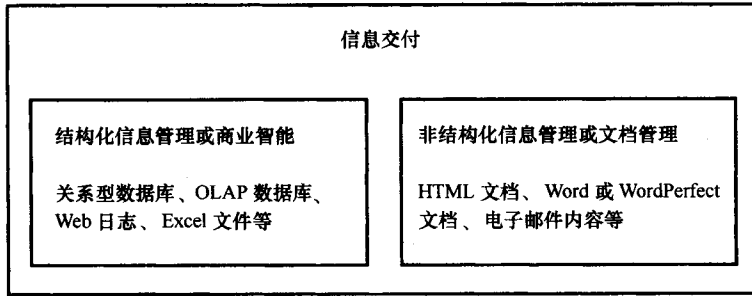 信息交付
结构化信息管理或商业智能
关系型数据库、OLAP 数据库、
Web 日志、Excel 文件等
非结构化信息管理或文档管理
HTML 文档、Word 或 WordPerfect
文档、电子邮件内容等